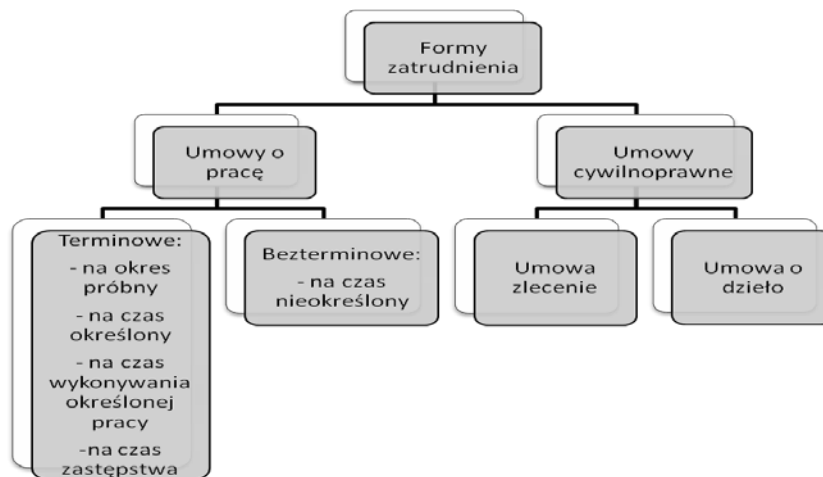 Formy
zatrudnienia
Umowy o
pracę
Umowy
cywilnoprawne
Terminowe:
- na okres
próbny
- na czas
określony
- na czas
wykonywania
określonej
pracy
-na czas
zastępstwa
Bezterminowe:
- na czas
nieokreślony
Umowa
zlecenie
Umowa o
dzieło